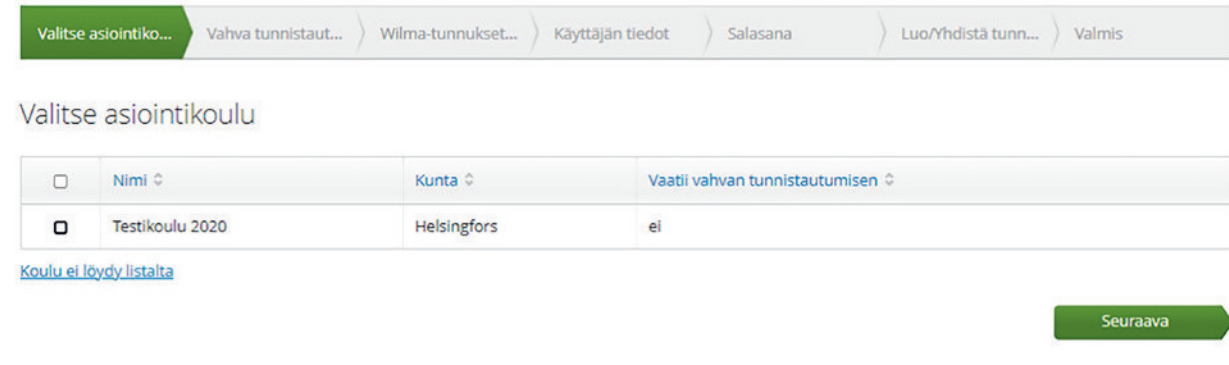 Valitse asiointiko... Vahva tunnistaut... Wilma-tunnukset... Käyttäjän tiedot Salasana Luo/Yhdistä tunn... Valmis
Valitse asiointikoulu
Nimi Kunta Vaatii vahvan tunnistautumisen
Testikoulu 2020 Helsingfors ei
Koulu ei löydy listalta
Seuraava